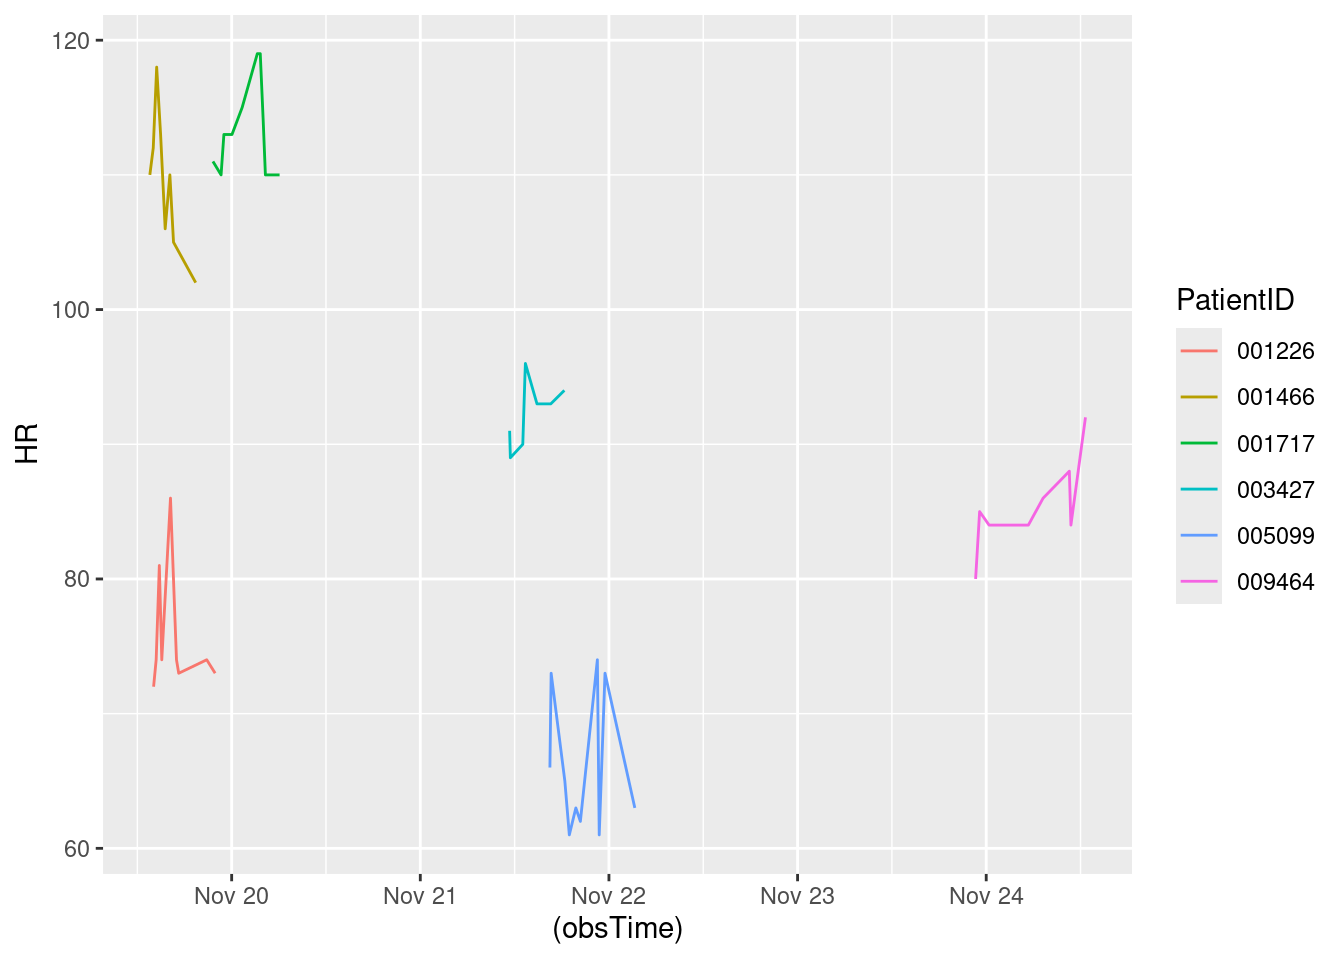 120
100
80
60
HR
Nov 20
Nov 21
Nov 22
Nov 23
Nov 24
(obsTime)
PatientID
001226
001466
001717
003427
005099
009464